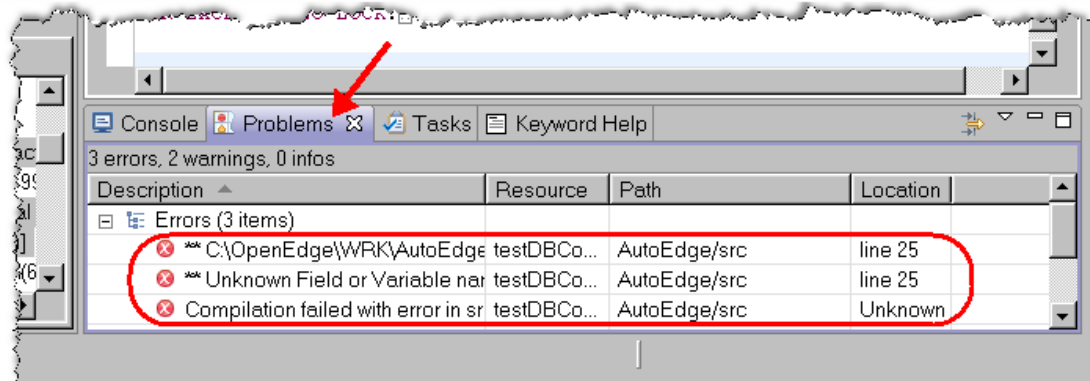 Console Problems Tasks Keyword Help
3 errors, 2 warnings, 0 infos
Description Resource Path Location
Errors (3 items)
** C:\OpenEdge\WRK\AutoEdge testDBCo... AutoEdge/src line 25
** Unknown Field or Variable nar testDBCo... AutoEdge/src line 25
Compilation failed with error in sr testDBCo... AutoEdge/src Unknown